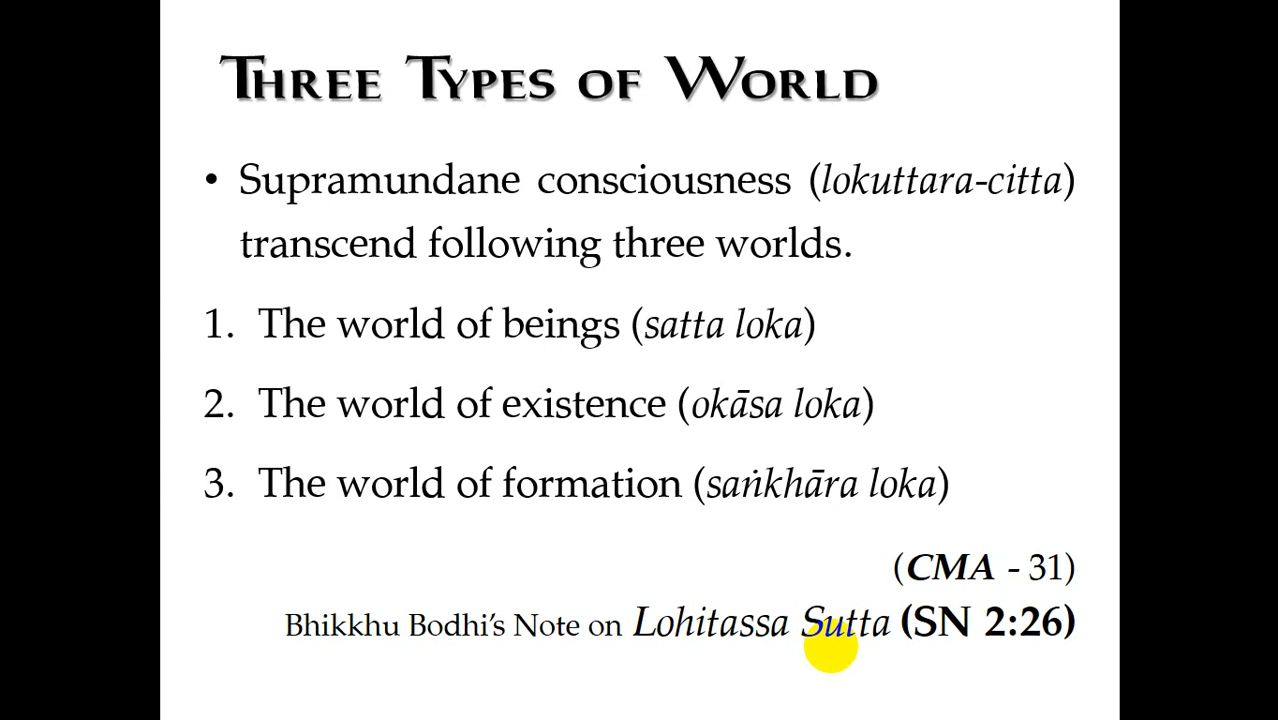 Three Types of World
• Supramundane consciousness (lokuttara-citta)
transcend following three worlds.
1. The world of beings (satta loka)
2. The world of existence (okāsa loka)
3. The world of formation (saṅkhāra loka)
(CMA - 31)
Bhikkhu Bodhi's Note on Lohitassa Sutta (SN 2:26)